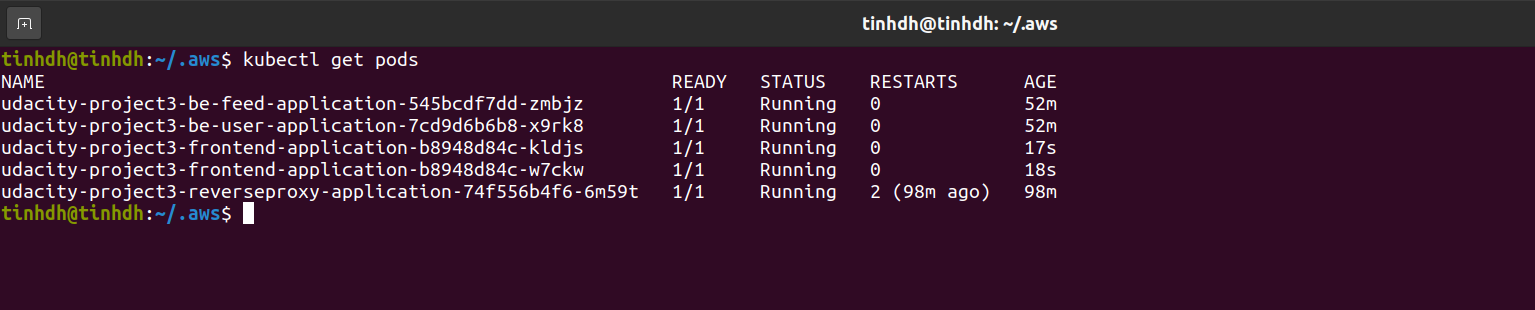 tinhdh@tinhdh: ~/.aws
tinhdh@tinhdh:~/.aws$ kubectl get pods
NAME READY STATUS RESTARTS AGE
udacity-project3-be-feed-application-545bcdf7dd-zmbjz 1/1 Running 0 52m
udacity-project3-be-user-application-7cd9d6b6b8-x9rk8 1/1 Running 0 52m
udacity-project3-frontend-application-b8948d84c-kldjs 1/1 Running 0 17s
udacity-project3-frontend-application-b8948d84c-w7ckw 1/1 Running 0 18s
udacity-project3-reverseproxy-application-74f556b4f6-6m59t 1/1 Running 2 (98m ago) 98m
tinhdh@tinhdh:~/.aws$